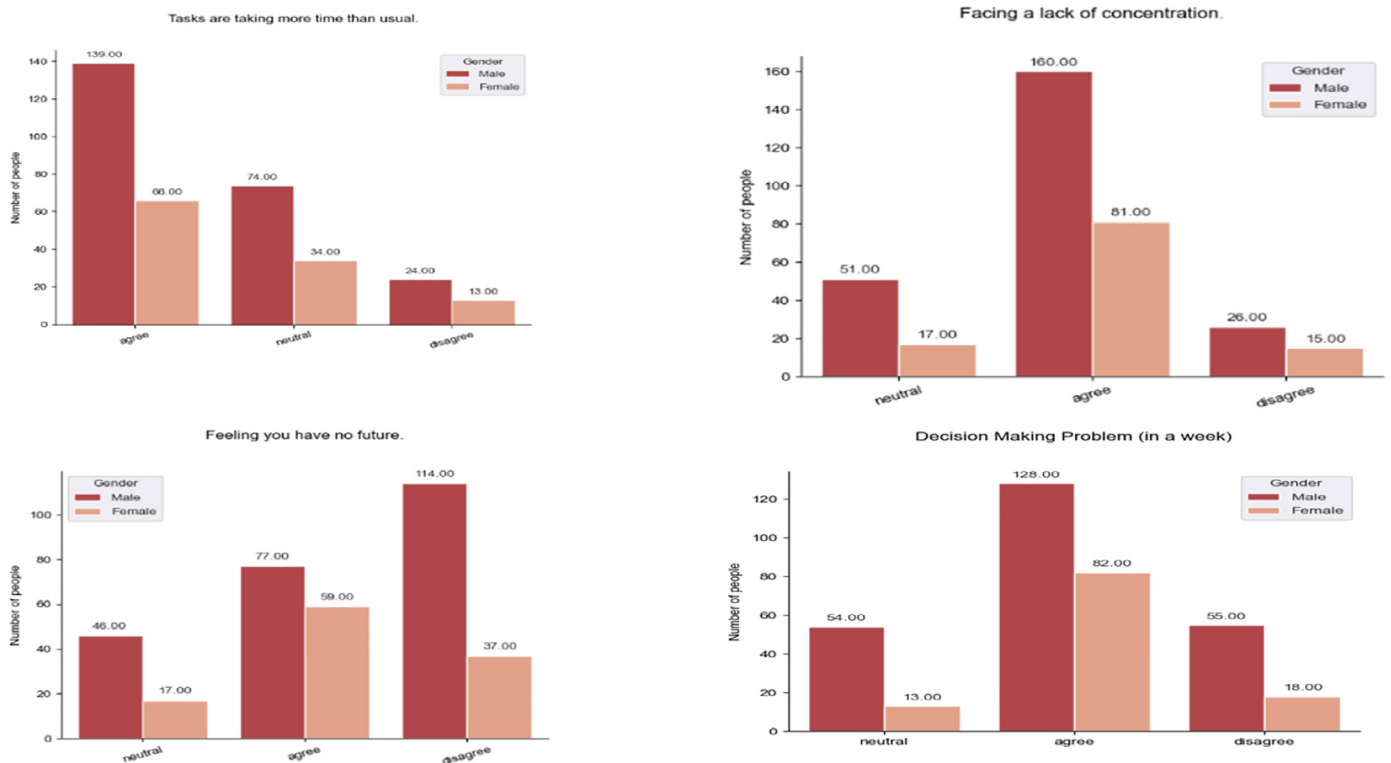 Tasks are taking more time than usual.
Number of people
140
120
100
80
60
40
20
0
139.00
66.00
74.00
34.00
24.00
13.00
agree
neutral
disagree
Gender
Male
Female
Facing a lack of concentration.
Number of people
160
140
120
100
80
60
40
20
0
51.00
17.00
160.00
81.00
26.00
15.00
neutral
agree
disagree
Gender
Male
Female
Feeling you have no future.
Number of people
100
80
60
40
20
0
Gender
Male
Female
46.00
17.00
77.00
59.00
114.00
37.00
neutral
agree
disagree
Decision Making Problem (in a week)
Number of people
120
100
80
60
40
20
0
54.00
13.00
128.00
82.00
55.00
18.00
neutral
agree
disagree
Gender
Male
Female